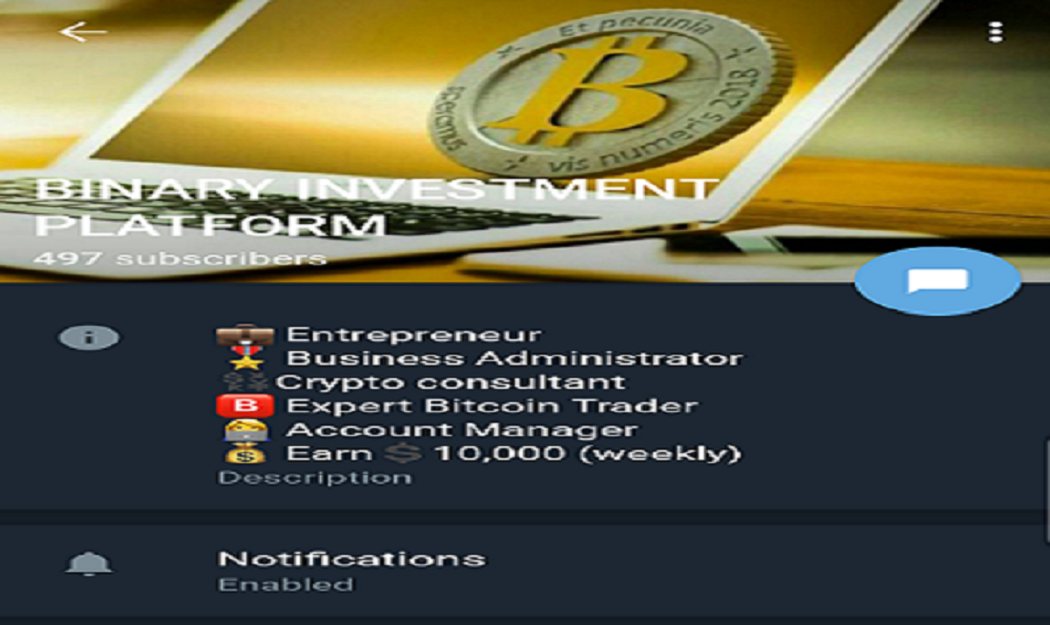 Et pecunia
vis numeris 2018
BINARY INVESTMENT
PLATFORM
497 subscribers
💼 Entrepreneur
🎖 Business Administrator
💱Crypto consultant
🅱 Expert Bitcoin Trader
👨‍💻 Account Manager
💰 Earn 💲 10,000 (weekly)
Description
Notifications
Enabled